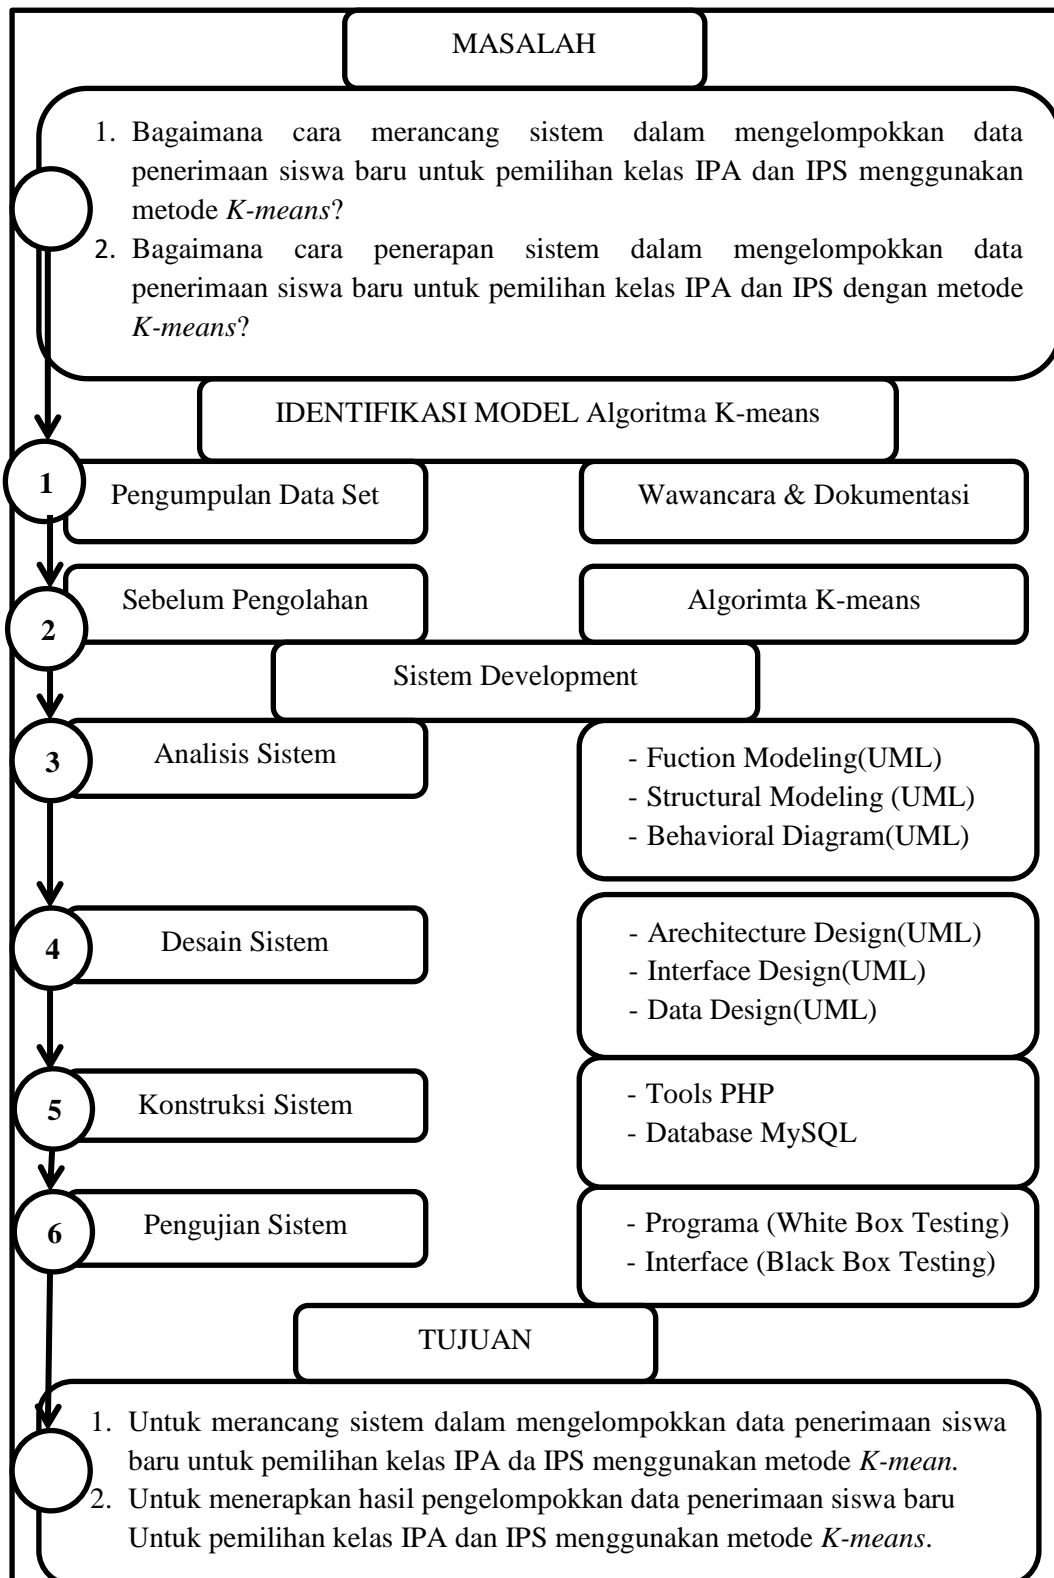 MASALAH
1. Bagaimana cara merancang sistem dalam mengelompokkan data
penerimaan siswa baru untuk pemilihan kelas IPA dan IPS menggunakan
metode K-means?
2. Bagaimana cara penerapan sistem dalam mengelompokkan data
penerimaan siswa baru untuk pemilihan kelas IPA dan IPS dengan metode
K-means?
IDENTIFIKASI MODEL Algoritma K-means
1
Pengumpulan Data Set
Wawancara & Dokumentasi
2
Sebelum Pengolahan
Algorimta K-means
Sistem Development
3
Analisis Sistem
- Fuction Modeling(UML)
- Structural Modeling (UML)
- Behavioral Diagram(UML)
4
Desain Sistem
- Arechitecture Design(UML)
- Interface Design(UML)
- Data Design(UML)
5
Konstruksi Sistem
- Tools PHP
- Database MySQL
6
Pengujian Sistem
- Programa (White Box Testing)
- Interface (Black Box Testing)
TUJUAN
1. Untuk merancang sistem dalam mengelompokkan data penerimaan siswa
baru untuk pemilihan kelas IPA da IPS menggunakan metode K-mean.
2. Untuk menerapkan hasil pengelompokkan data penerimaan siswa baru
Untuk pemilihan kelas IPA dan IPS menggunakan metode K-means.